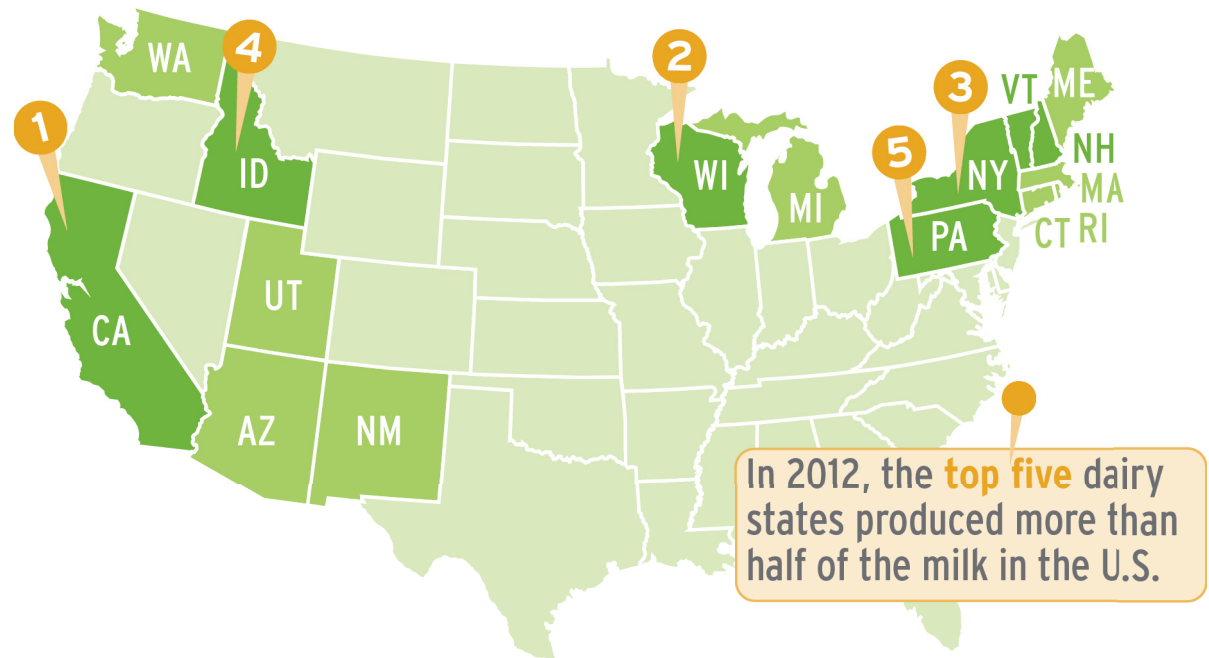 WA
4
2
3
VT
ME
1
5
ID
WI
NY
NH
MI
MA
PA
CT
RI
UT
CA
AZ
NM
In 2012, the top five dairy
states produced more than
half of the milk in the U.S.